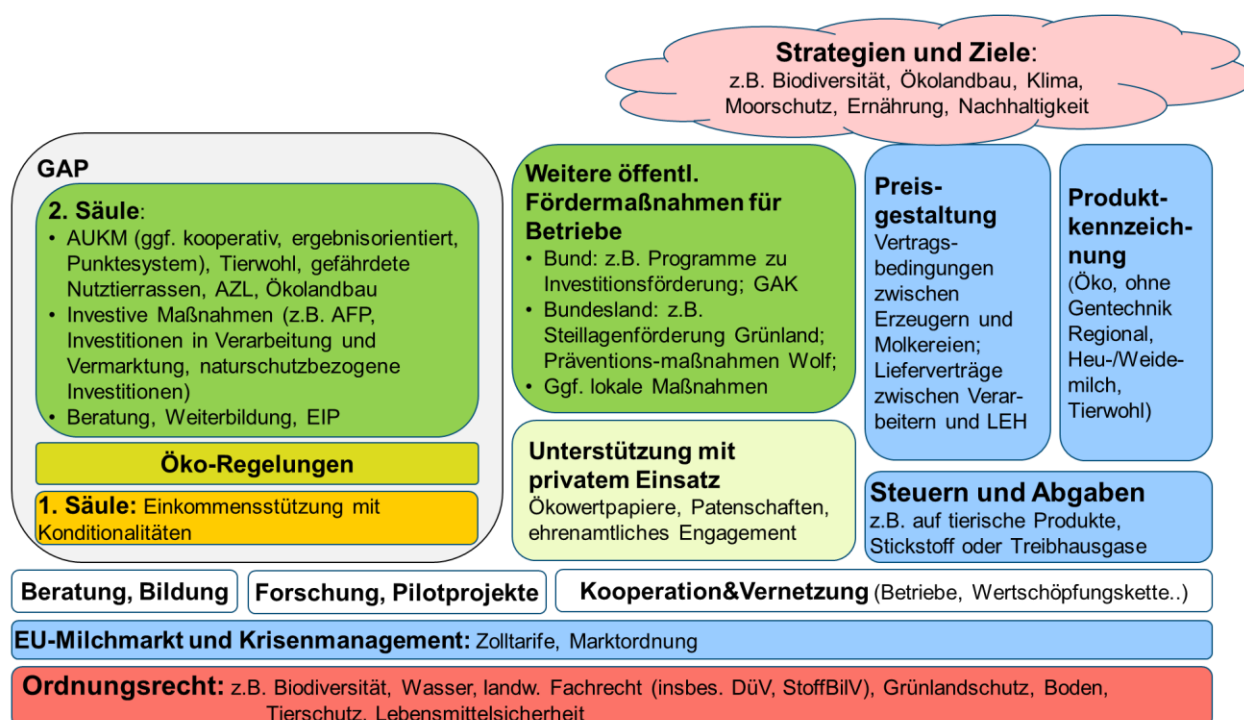 Strategien und Ziele:
z.B. Biodiversität, Ökolandbau, Klima,
Moorschutz, Ernährung, Nachhaltigkeit
GAP
2. Säule:
• AUKM (ggf. kooperativ, ergebnisorientiert,
Punktesystem), Tierwohl, gefährdete
Nutztierrassen, AZL, Ökolandbau
• Investive Maßnahmen (z.B. AFP,
Investitionen in Verarbeitung und
Vermarktung, naturschutzbezogene
Investitionen)
• Beratung, Weiterbildung, EIP
Öko-Regelungen
1. Säule: Einkommensstützung mit
Konditionalitäten
Weitere öffentl.
Fördermaßnahmen für
Betriebe
• Bund: z.B. Programme zu
Investitionsförderung; GAK
• Bundesland: z.B.
Steillagenförderung Grünland;
Präventions-maßnahmen Wolf;
• Ggf. lokale Maßnahmen
Unterstützung mit
privatem Einsatz
Ökowertpapiere, Patenschaften,
ehrenamtliches Engagement
Preis-
gestaltung
Vertrags-
bedingungen
zwischen
Erzeugern und
Molkereien;
Lieferverträge
zwischen Verar-
beitern und LEH
Produkt-
kennzeich-
nung
(Öko, ohne
Gentechnik
Regional,
Heu-/Weide-
milch,
Tierwohl)
Steuern und Abgaben
z.B. auf tierische Produkte,
Stickstoff oder Treibhausgase
Beratung, Bildung
Forschung, Pilotprojekte
Kooperation&Vernetzung (Betriebe, Wertschöpfungskette..)
EU-Milchmarkt und Krisenmanagement: Zolltarife, Marktordnung
Ordnungsrecht: z.B. Biodiversität, Wasser, landw. Fachrecht (insbes. DüV, StoffBilV), Grünlandschutz, Boden,
Tierschutz, Lebensmittelsicherheit